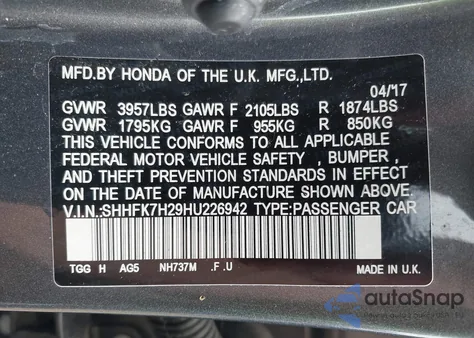 MFD.BY HONDA OF THE U.K. MFG.,LTD.
04/17
GVWR 3957LBS GAWR F 2105LBS R 1874LBS
GVWR 1795KG GAWR F 955KG R 850KG
THIS VEHICLE CONFORMS TO ALL APPLICABLE
FEDERAL MOTOR VEHICLE SAFETY , BUMPER ,
AND THEFT PREVENTION STANDARDS IN EFFECT
ON THE DATE OF MANUFACTURE SHOWN ABOVE.
V.I.N.:SHHFK7H29HU226942 TYPE:PASSENGER CAR
TGG H AG5 NH737M .F .U MADE IN U.K.
autoSnap